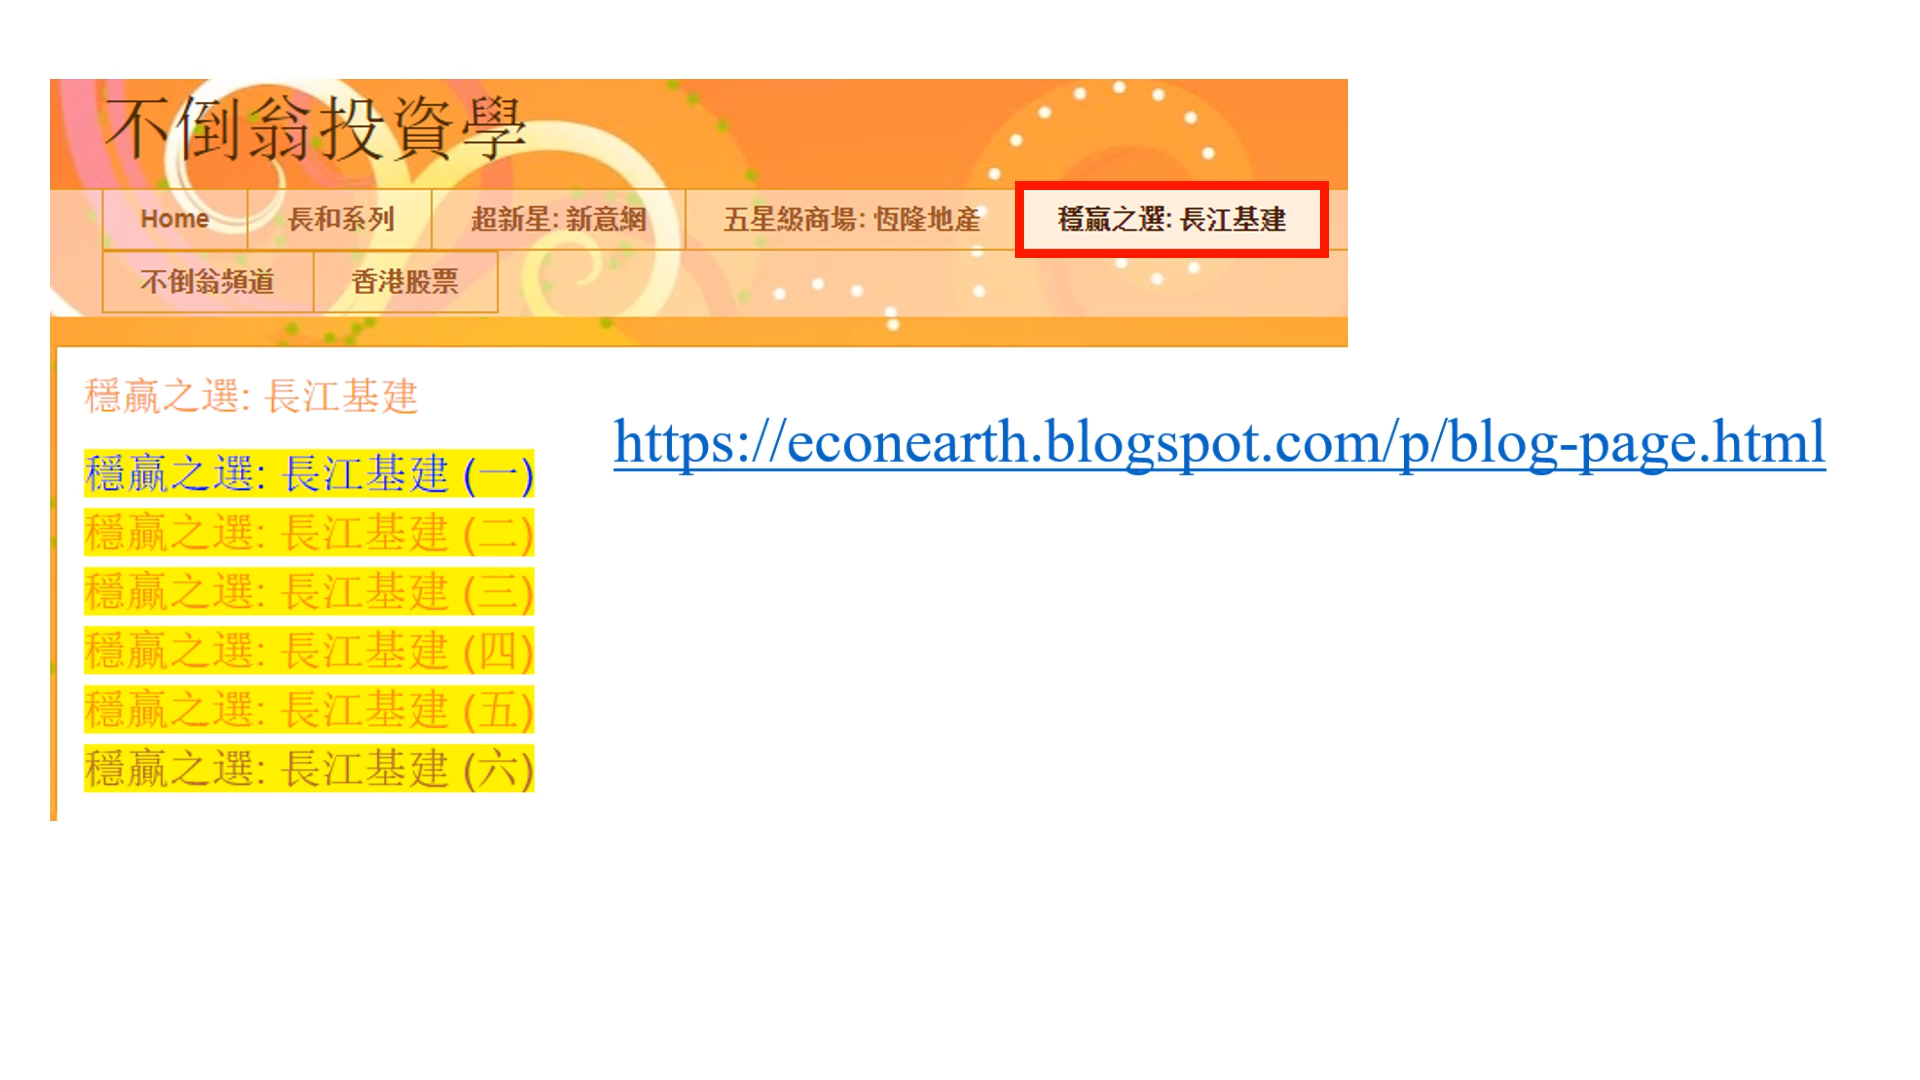 不倒翁投資學
Home 長和系列 超新星: 新意網 五星級商場: 恆隆地產 穩贏之選: 長江基建
不倒翁頻道 香港股票
穩贏之選: 長江基建
https://econearth.blogspot.com/p/blog-page.html
穩贏之選: 長江基建 (一)
穩贏之選: 長江基建 (二)
穩贏之選: 長江基建 (三)
穩贏之選: 長江基建 (四)
穩贏之選: 長江基建 (五)
穩贏之選: 長江基建 (六)